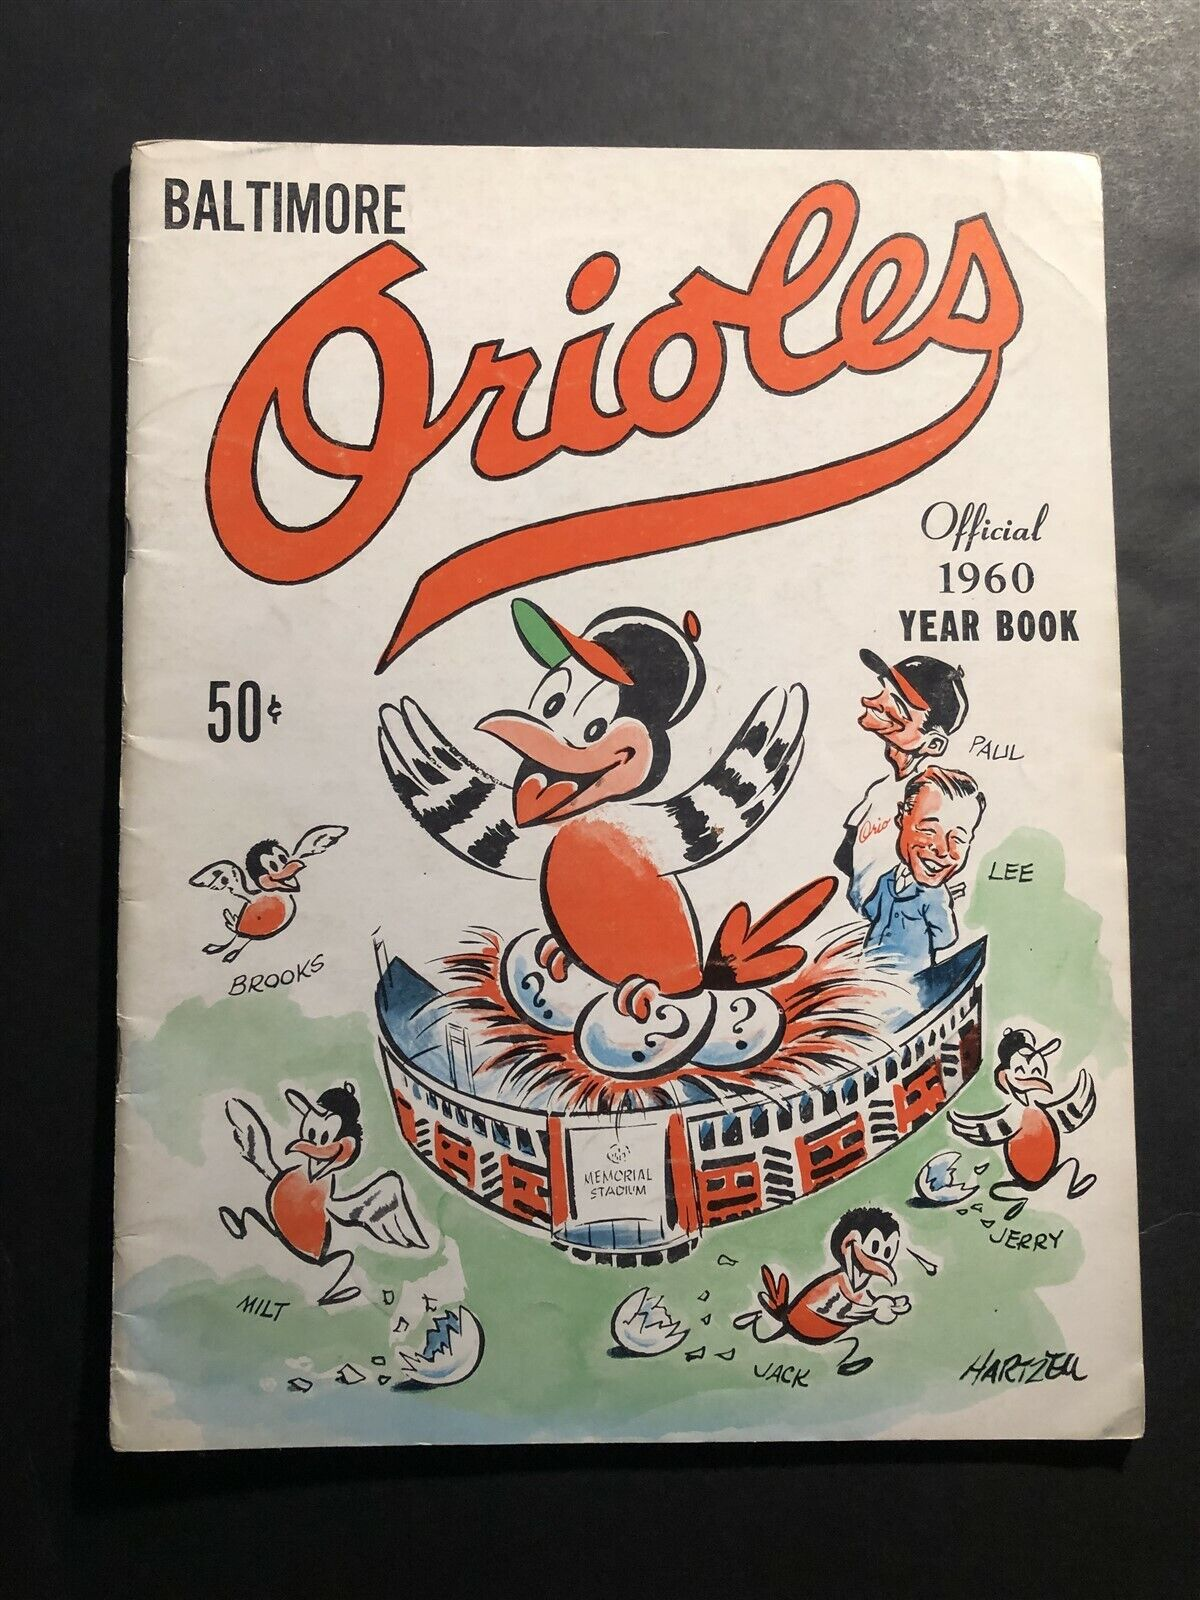 BALTIMORE
Orioles
Official
1960
YEAR BOOK
50¢
PAUL
Orio
LEE
BROOKS
?
?
?
MEMORIAL
STADIUM
JERRY
MILT
JACK
HARTZELL